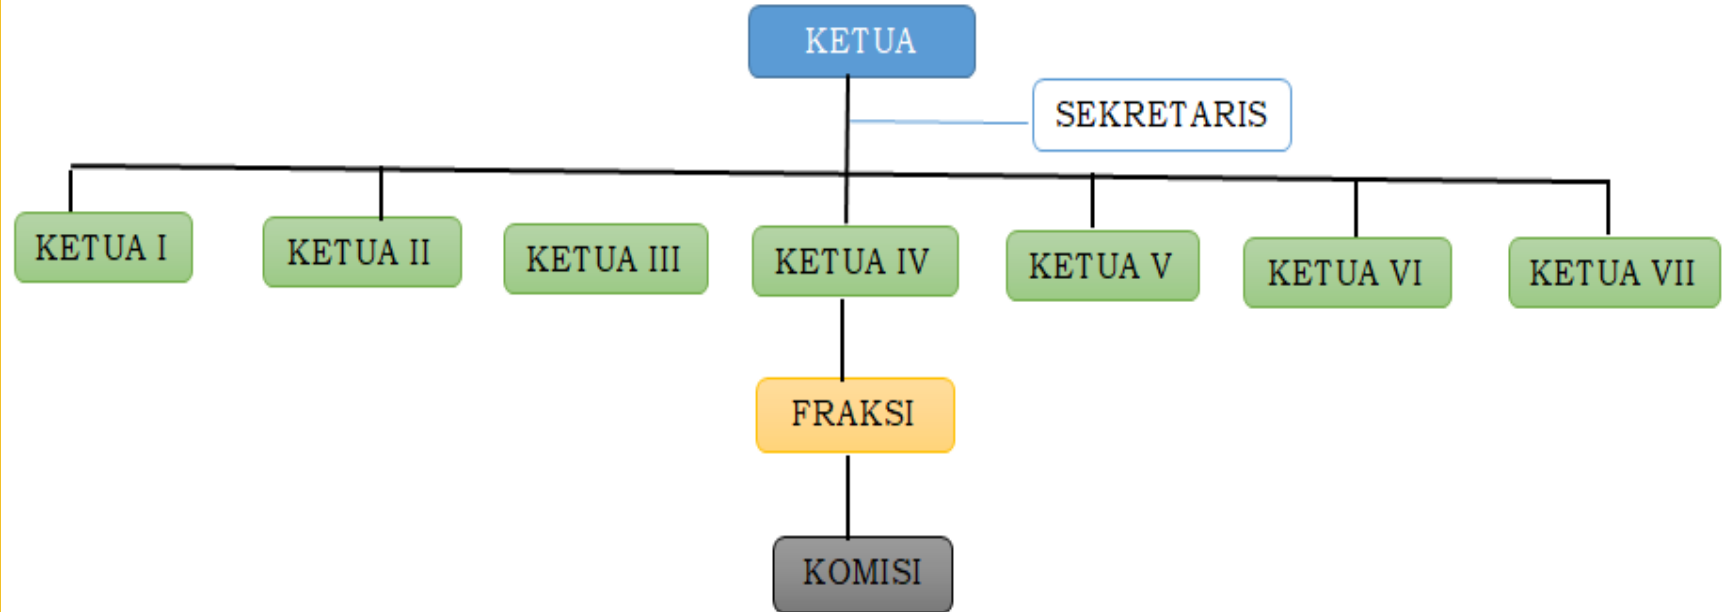 KETUA
SEKRETARIS
KETUA I
KETUA II
KETUA III
KETUA IV
KETUA V
KETUA VI
KETUA VII
FRAKSI
KOMISI